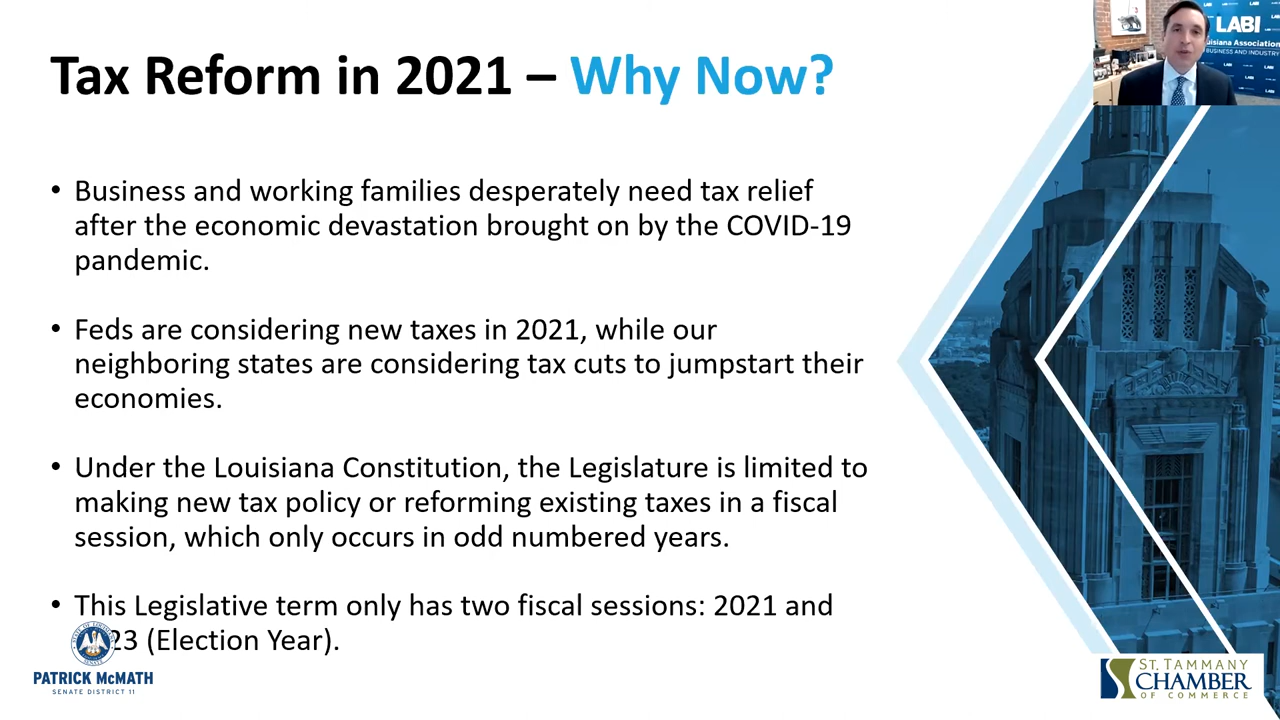 Tax Reform in 2021 – Why Now?
LABI
uisiana Association
BUSINESS AND INDUSTRY
• Business and working families desperately need tax relief
after the economic devastation brought on by the COVID-19
pandemic.
• Feds are considering new taxes in 2021, while our
neighboring states are considering tax cuts to jumpstart their
economies.
• Under the Louisiana Constitution, the Legislature is limited to
making new tax policy or reforming existing taxes in a fiscal
session, which only occurs in odd numbered years.
• This Legislative term only has two fiscal sessions: 2021 and
23 (Election Year).
PATRICK McMATH
SENATE DISTRICT 11
ST. TAMMANY
CHAMBER
OF COMMERCE